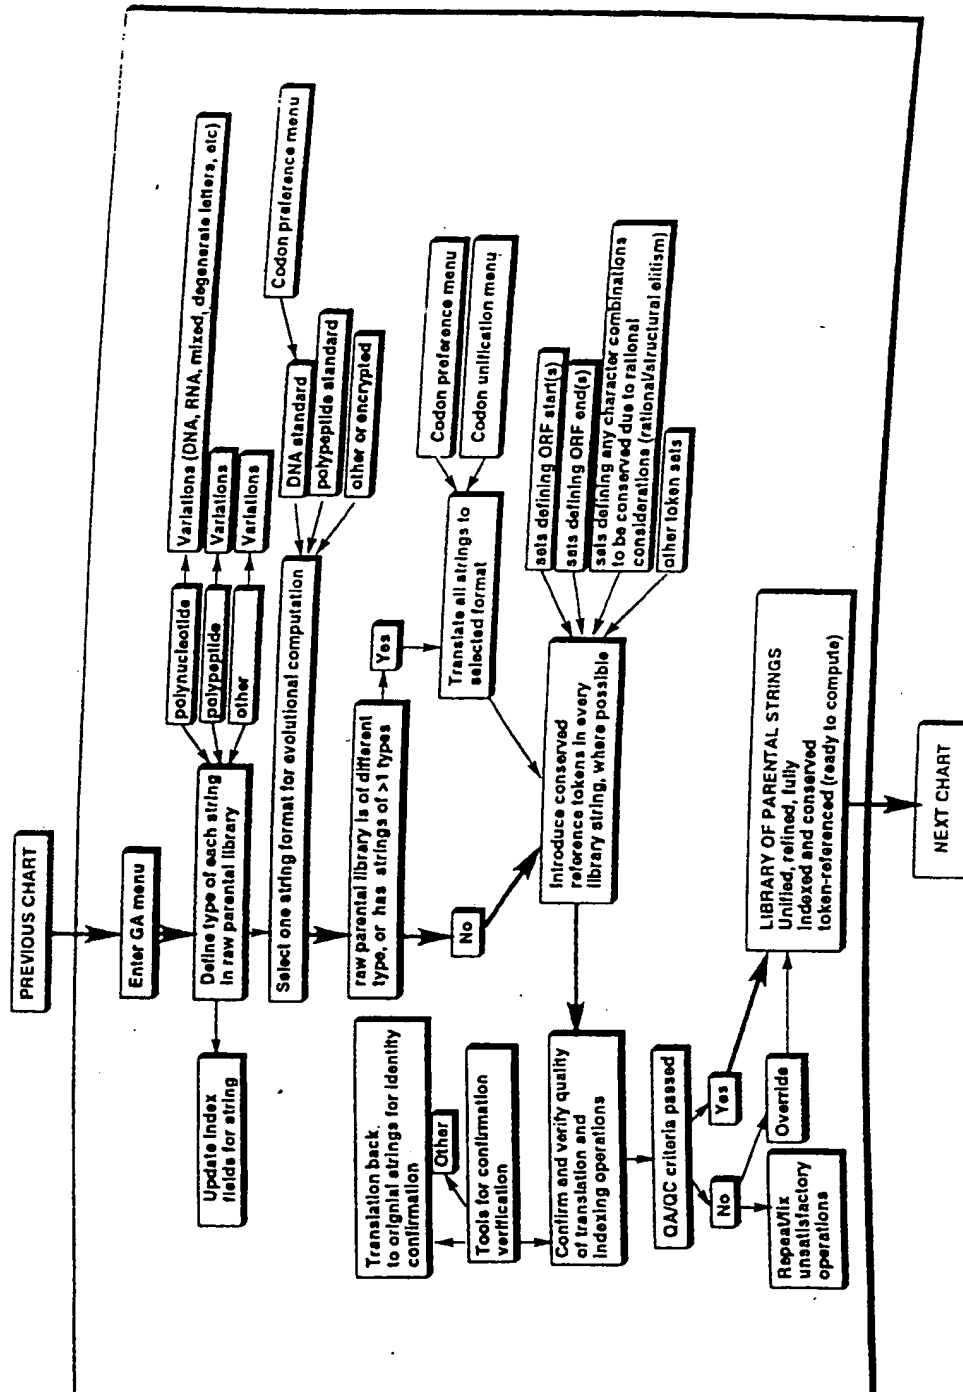 PREVIOUS CHART
Enter GA menu
Update index
fields for string
Define type of each string
in raw parental library
polynucleotide
polypeptide
other
Variations (DNA, RNA, mixed, degenerate letters, etc)
Variations
Variations
Select one string format for evolutional computation
DNA standard
polypeptide standard
other or encrypted
Codon preference menu
raw parental library is of different
type, or has strings of >1 types
Yes
No
Translate all strings to
selected format
Codon preference menu
Codon unification menu
Translation back,
to orignial strings for identity
confirmation
Other
Tools for confirmation
verification
Introduce conserved
reference tokens in every
library string, where possible
sets defining ORF start(s)
sets defining ORF end(s)
sets defining any character combinations
to be conserved due to rational
considerations (rational/structural elitism)
other token sets
Confirm and verify quality
of translation and
indexing operations
QA/QC criteria passed
Yes
No
Override
Repeat/fix
unsatisfactory
operations
LIBRARY OF PARENTAL STRINGS
Unified, refined, fully
indexed and conserved
token-referenced (ready to compute)
NEXT CHART